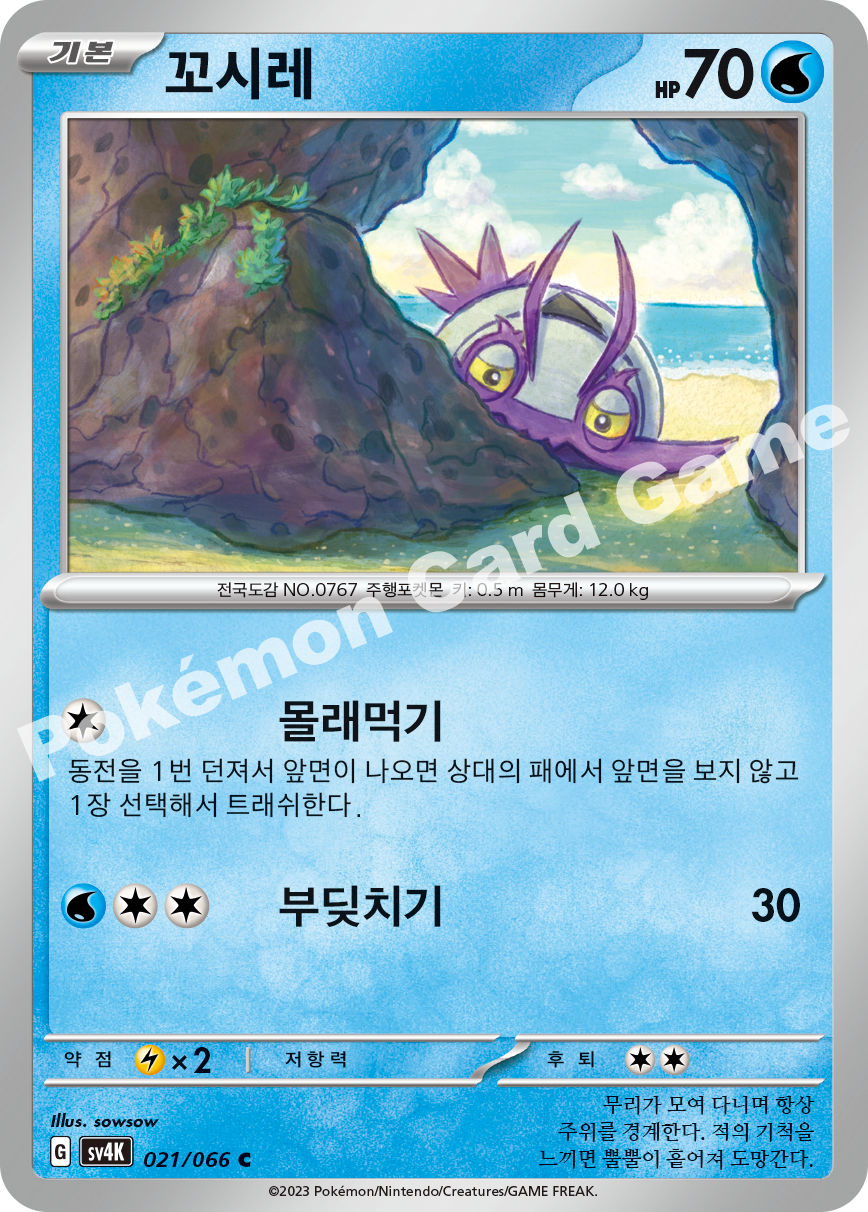 기본 꼬시레 HP 70
전국도감 NO.0767 주행포켓몬 키: 0.5 m 몸무게: 12.0 kg
Pokémon Card Game
몰래먹기
동전을 1번 던져서 앞면이 나오면 상대의 패에서 앞면을 보지 않고
1장 선택해서 트래쉬한다.
부딪치기 30
약점 ×2 저항력 후퇴
Illus. sowsow
G sv4K 021/066 C
무리가 모여 다니며 항상
주위를 경계한다. 적의 기척을
느끼면 뿔뿔이 흩어져 도망간다.
©2023 Pokémon/Nintendo/Creatures/GAME FREAK.